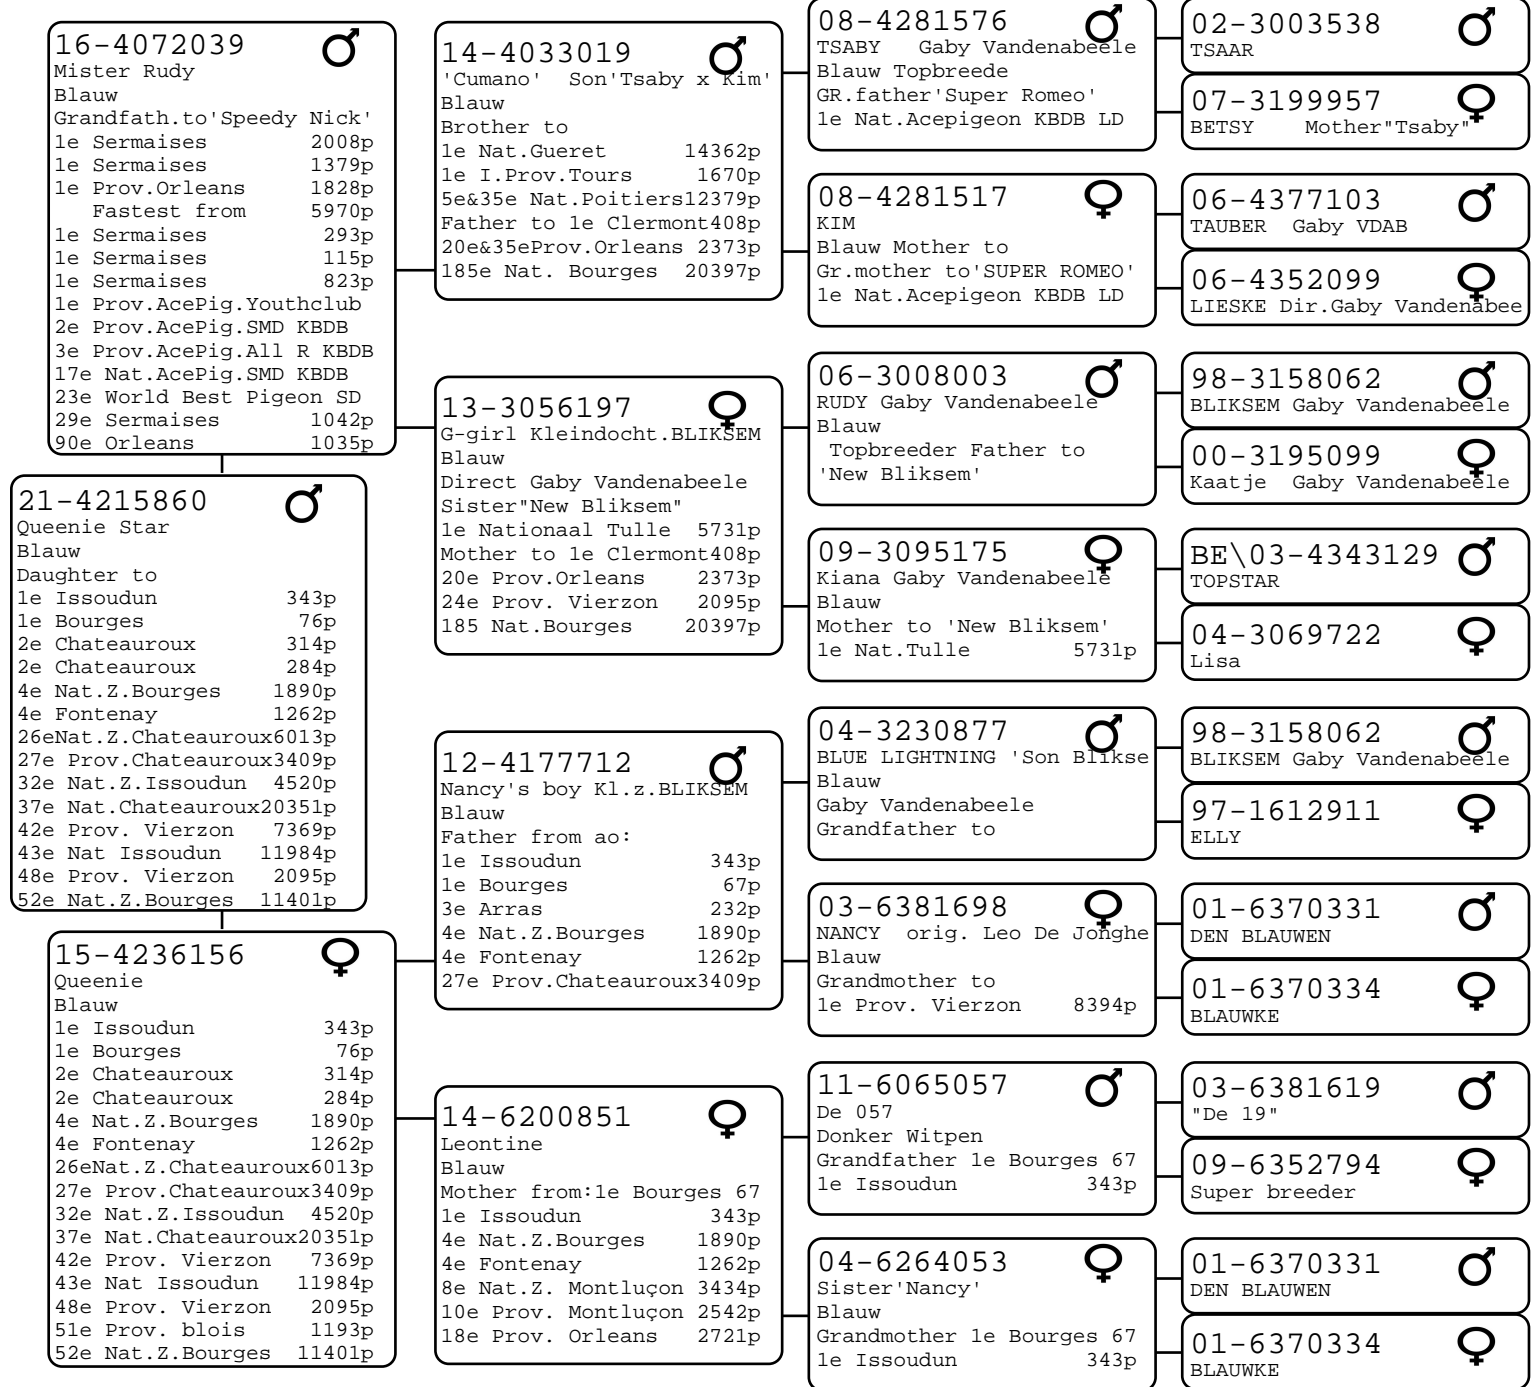 16-4072039
Mister Rudy
Blauw
Grandfath.to'Speedy Nick'
1e Sermaises 2008p
1e Sermaises 1379p
1e Prov.Orleans 1828p
Fastest from 5970p
1e Sermaises 293p
1e Sermaises 115p
1e Sermaises 823p
1e Prov.AcePig.Youthclub
2e Prov.AcePig.SMD KBDB
3e Prov.AcePig.All R KBDB
17e Nat.AcePig.SMD KBDB
23e World Best Pigeon SD
29e Sermaises 1042p
90e Orleans 1035p
21-4215860
Queenie Star
Blauw
Daughter to
1e Issoudun 343p
1e Bourges 76p
2e Chateauroux 314p
2e Chateauroux 284p
4e Nat.Z.Bourges 1890p
4e Fontenay 1262p
26eNat.Z.Chateauroux6013p
27e Prov.Chateauroux3409p
32e Nat.Z.Issoudun 4520p
37e Nat.Chateauroux20351p
42e Prov. Vierzon 7369p
43e Nat Issoudun 11984p
48e Prov. Vierzon 2095p
52e Nat.Z.Bourges 11401p
15-4236156
Queenie
Blauw
1e Issoudun 343p
1e Bourges 76p
2e Chateauroux 314p
2e Chateauroux 284p
4e Nat.Z.Bourges 1890p
4e Fontenay 1262p
26eNat.Z.Chateauroux6013p
27e Prov.Chateauroux3409p
32e Nat.Z.Issoudun 4520p
37e Nat.Chateauroux20351p
42e Prov. Vierzon 7369p
43e Nat Issoudun 11984p
48e Prov. Vierzon 2095p
51e Prov. blois 1193p
52e Nat.Z.Bourges 11401p
14-4033019
'Cumano' Son'Tsaby x Kim'
Blauw
Brother to
1e Nat.Gueret 14362p
1e I.Prov.Tours 1670p
5e&35e Nat.Poitiers12379p
Father to 1e Clermont408p
20e&35eProv.Orleans 2373p
185e Nat. Bourges 20397p
13-3056197
G-girl Kleindocht.BLIKSEM
Blauw
Direct Gaby Vandenabeele
Sister"New Bliksem"
1e Nationaal Tulle 5731p
Mother to 1e Clermont408p
20e Prov.Orleans 2373p
24e Prov. Vierzon 2095p
185 Nat.Bourges 20397p
12-4177712
Nancy's boy Kl.z.BLIKSEM
Blauw
Father from ao:
1e Issoudun 343p
1e Bourges 67p
3e Arras 232p
4e Nat.Z.Bourges 1890p
4e Fontenay 1262p
27e Prov.Chateauroux3409p
14-6200851
Leontine
Blauw
Mother from:1e Bourges 67
1e Issoudun 343p
4e Nat.Z.Bourges 1890p
4e Fontenay 1262p
8e Nat.Z. Montluçon 3434p
10e Prov. Montluçon 2542p
18e Prov. Orleans 2721p
08-4281576
TSABY Gaby Vandenabeele
Blauw Topbreede
GR.father'Super Romeo'
1e Nat.Acepigeon KBDB LD
08-4281517
KIM
Blauw Mother to
Gr.mother to'SUPER ROMEO'
1e Nat.Acepigeon KBDB LD
06-3008003
RUDY Gaby Vandenabeele
Blauw
Topbreeder Father to
'New Bliksem'
09-3095175
Kiana Gaby Vandenabeele
Blauw
Mother to 'New Bliksem'
1e Nat.Tulle 5731p
04-3230877
BLUE LIGHTNING 'Son Blikse
Blauw
Gaby Vandenabeele
Grandfather to
03-6381698
NANCY orig. Leo De Jonghe
Blauw
Grandmother to
1e Prov. Vierzon 8394p
11-6065057
De 057
Donker Witpen
Grandfather 1e Bourges 67
1e Issoudun 343p
04-6264053
Sister'Nancy'
Blauw
Grandmother 1e Bourges 67
1e Issoudun 343p
02-3003538
TSAAR
07-3199957
BETSY Mother"Tsaby"
06-4377103
TAUBER Gaby VDAB
06-4352099
LIESKE Dir.Gaby Vandenabee
98-3158062
BLIKSEM Gaby Vandenabeele
00-3195099
Kaatje Gaby Vandenabeele
BE\03-4343129
TOPSTAR
04-3069722
Lisa
98-3158062
BLIKSEM Gaby Vandenabeele
97-1612911
ELLY
01-6370331
DEN BLAUWEN
01-6370334
BLAUWKE
03-6381619
"De 19"
09-6352794
Super breeder
01-6370331
DEN BLAUWEN
01-6370334
BLAUWKE